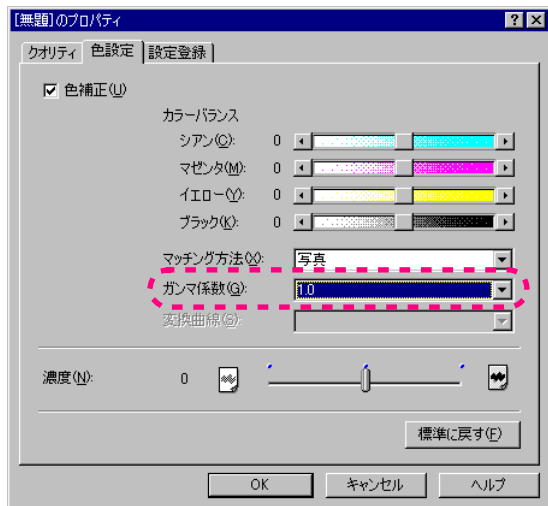 [無題]のプロパティ
クオリティ 色設定 設定登録
色補正(U)
カラーバランス
シアン(C): 0
マゼンタ(M): 0
イエロー(Y): 0
ブラック(K): 0
マッチング方法(X): 写真
ガンマ係数(G): 1.0
変換曲線(S):
濃度(N): 0
標準に戻す(F)
OK キャンセル ヘルプ